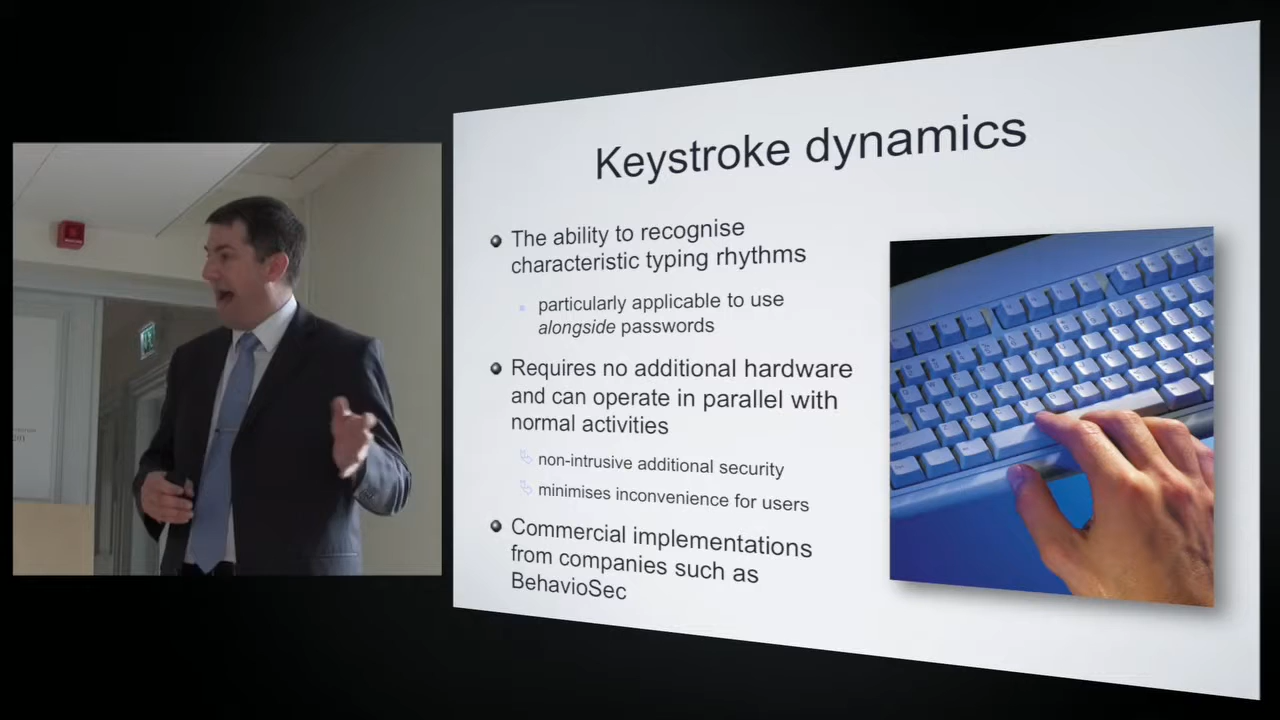 Keystroke dynamics
The ability to recognise
characteristic typing rhythms
particularly applicable to use
alongside passwords
Requires no additional hardware
and can operate in parallel with
normal activities
non-intrusive additional security
minimises inconvenience for users
Commercial implementations
from companies such as
BehavioSec